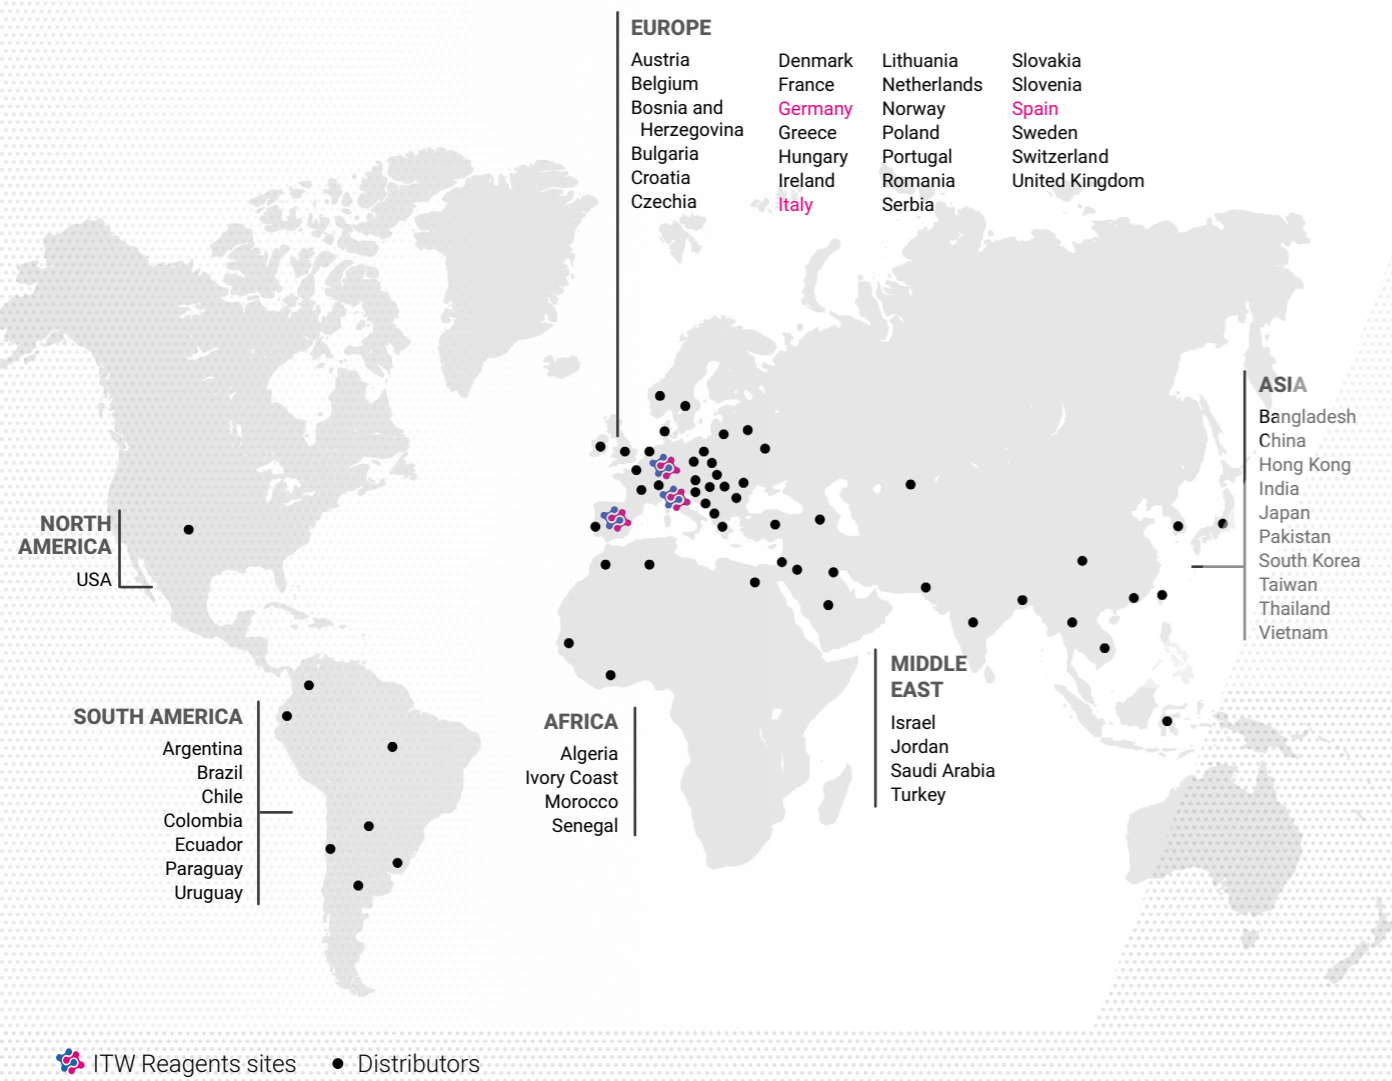 EUROPE
Austria
Belgium
Bosnia and
Herzegovina
Bulgaria
Croatia
Czechia
Denmark
France
Germany
Greece
Hungary
Ireland
Italy
Lithuania
Netherlands
Norway
Poland
Portugal
Romania
Serbia
Slovakia
Slovenia
Spain
Sweden
Switzerland
United Kingdom
ASIA
Bangladesh
China
Hong Kong
India
Japan
Pakistan
South Korea
Taiwan
Thailand
Vietnam
NORTH
AMERICA
USA
MIDDLE
EAST
Israel
Jordan
Saudi Arabia
Turkey
SOUTH AMERICA
Argentina
Brazil
Chile
Colombia
Ecuador
Paraguay
Uruguay
AFRICA
Algeria
Ivory Coast
Morocco
Senegal
ITW Reagents sites
Distributors